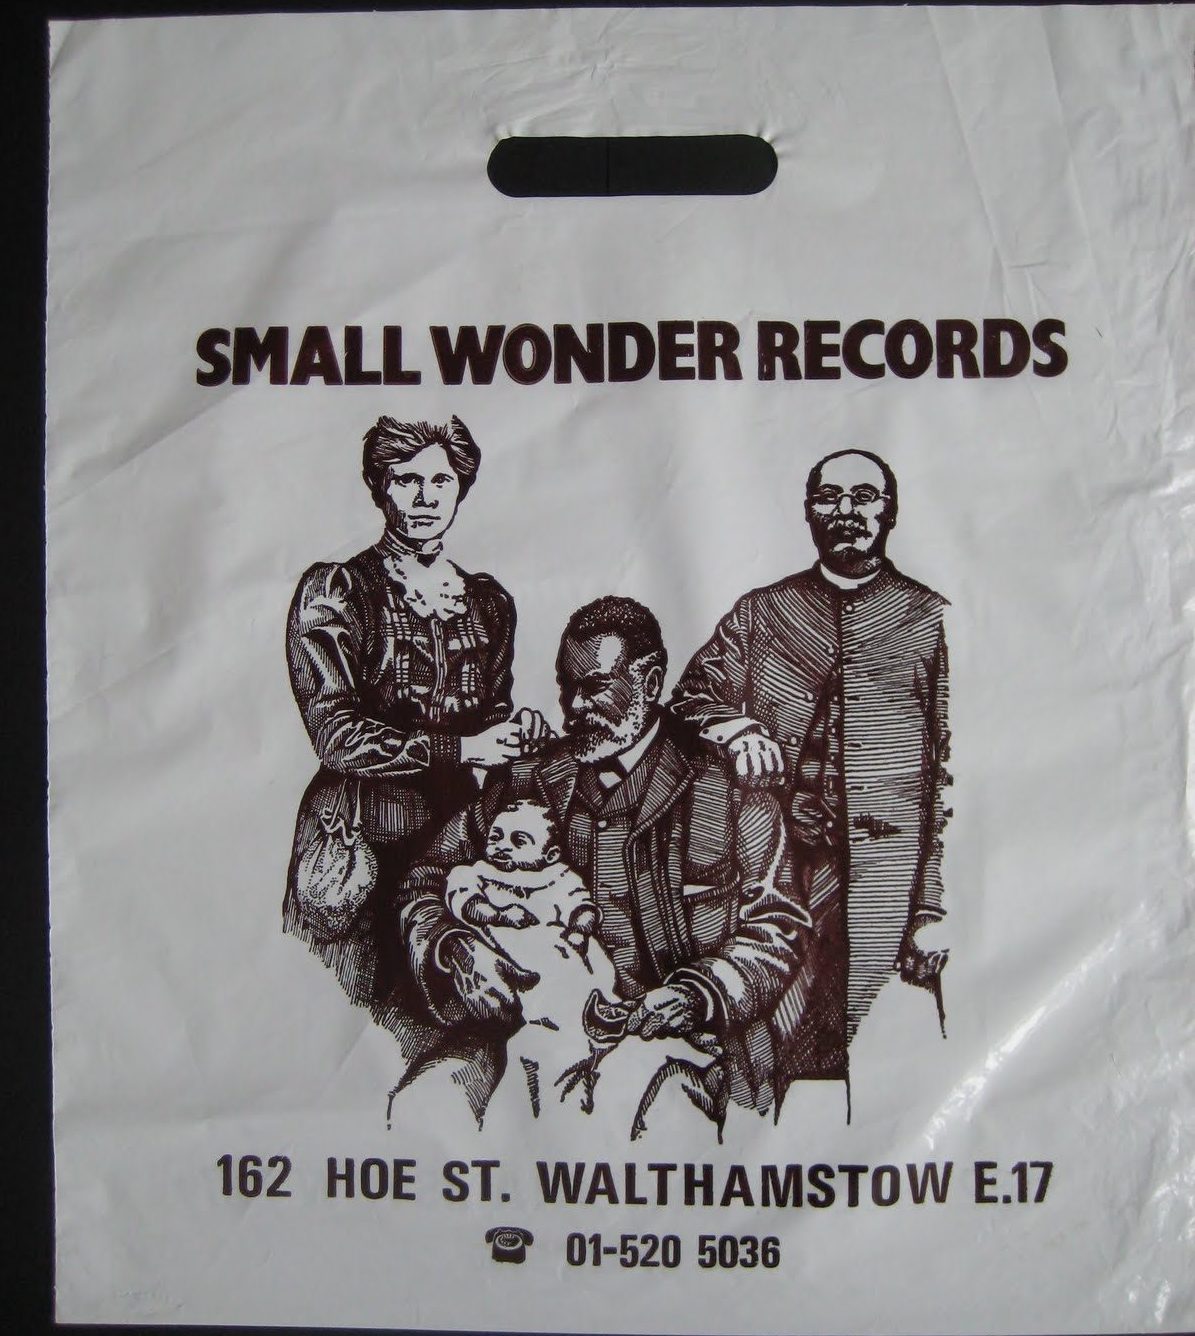 SMALL WONDER RECORDS
162 HOE ST. WALTHAMSTOW E.17
01-520 5036